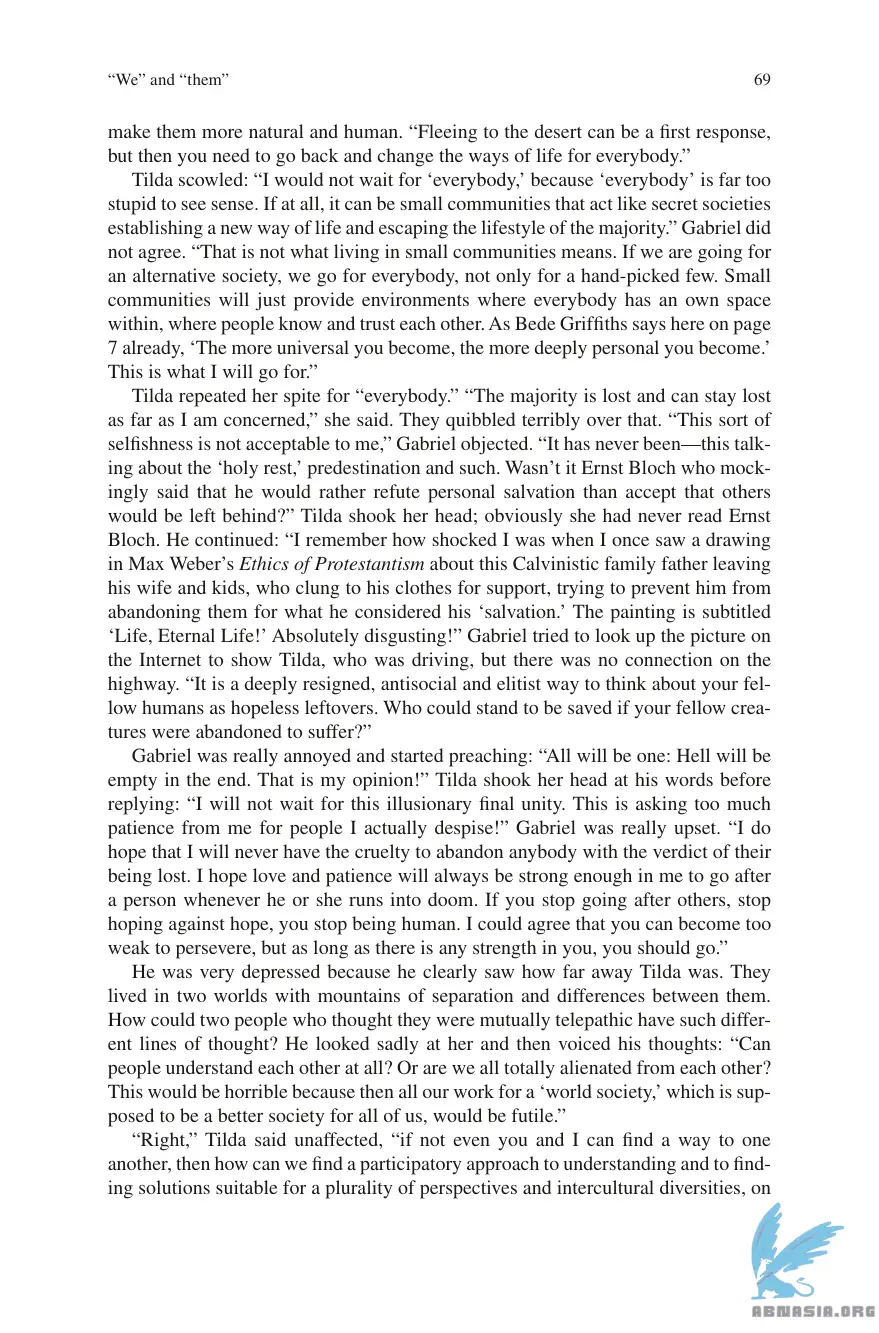 “We” and “them” 69
make them more natural and human. “Fleeing to the desert can be a first response,
but then you need to go back and change the ways of life for everybody.”
Tilda scowled: “I would not wait for ‘everybody,’ because ‘everybody’ is far too
stupid to see sense. If at all, it can be small communities that act like secret societies
establishing a new way of life and escaping the lifestyle of the majority.” Gabriel did
not agree. “That is not what living in small communities means. If we are going for
an alternative society, we go for everybody, not only for a hand-picked few. Small
communities will just provide environments where everybody has an own space
within, where people know and trust each other. As Bede Griffiths says here on page
7 already, ‘The more universal you become, the more deeply personal you become.’
This is what I will go for.”
Tilda repeated her spite for “everybody.” “The majority is lost and can stay lost
as far as I am concerned,” she said. They quibbled terribly over that. “This sort of
selfishness is not acceptable to me,” Gabriel objected. “It has never been—this talk-
ing about the ‘holy rest,’ predestination and such. Wasn’t it Ernst Bloch who mock-
ingly said that he would rather refute personal salvation than accept that others
would be left behind?” Tilda shook her head; obviously she had never read Ernst
Bloch. He continued: “I remember how shocked I was when I once saw a drawing
in Max Weber’s Ethics of Protestantism about this Calvinistic family father leaving
his wife and kids, who clung to his clothes for support, trying to prevent him from
abandoning them for what he considered his ‘salvation.’ The painting is subtitled
‘Life, Eternal Life!’ Absolutely disgusting!” Gabriel tried to look up the picture on
the Internet to show Tilda, who was driving, but there was no connection on the
highway. “It is a deeply resigned, antisocial and elitist way to think about your fel-
low humans as hopeless leftovers. Who could stand to be saved if your fellow crea-
tures were abandoned to suffer?”
Gabriel was really annoyed and started preaching: “All will be one: Hell will be
empty in the end. That is my opinion!” Tilda shook her head at his words before
replying: “I will not wait for this illusionary final unity. This is asking too much
patience from me for people I actually despise!” Gabriel was really upset. “I do
hope that I will never have the cruelty to abandon anybody with the verdict of their
being lost. I hope love and patience will always be strong enough in me to go after
a person whenever he or she runs into doom. If you stop going after others, stop
hoping against hope, you stop being human. I could agree that you can become too
weak to persevere, but as long as there is any strength in you, you should go.”
He was very depressed because he clearly saw how far away Tilda was. They
lived in two worlds with mountains of separation and differences between them.
How could two people who thought they were mutually telepathic have such differ-
ent lines of thought? He looked sadly at her and then voiced his thoughts: “Can
people understand each other at all? Or are we all totally alienated from each other?
This would be horrible because then all our work for a ‘world society,’ which is sup-
posed to be a better society for all of us, would be futile.”
“Right,” Tilda said unaffected, “if not even you and I can find a way to one
another, then how can we find a participatory approach to understanding and to find-
ing solutions suitable for a plurality of perspectives and intercultural diversities, on
ABNASIA.ORG